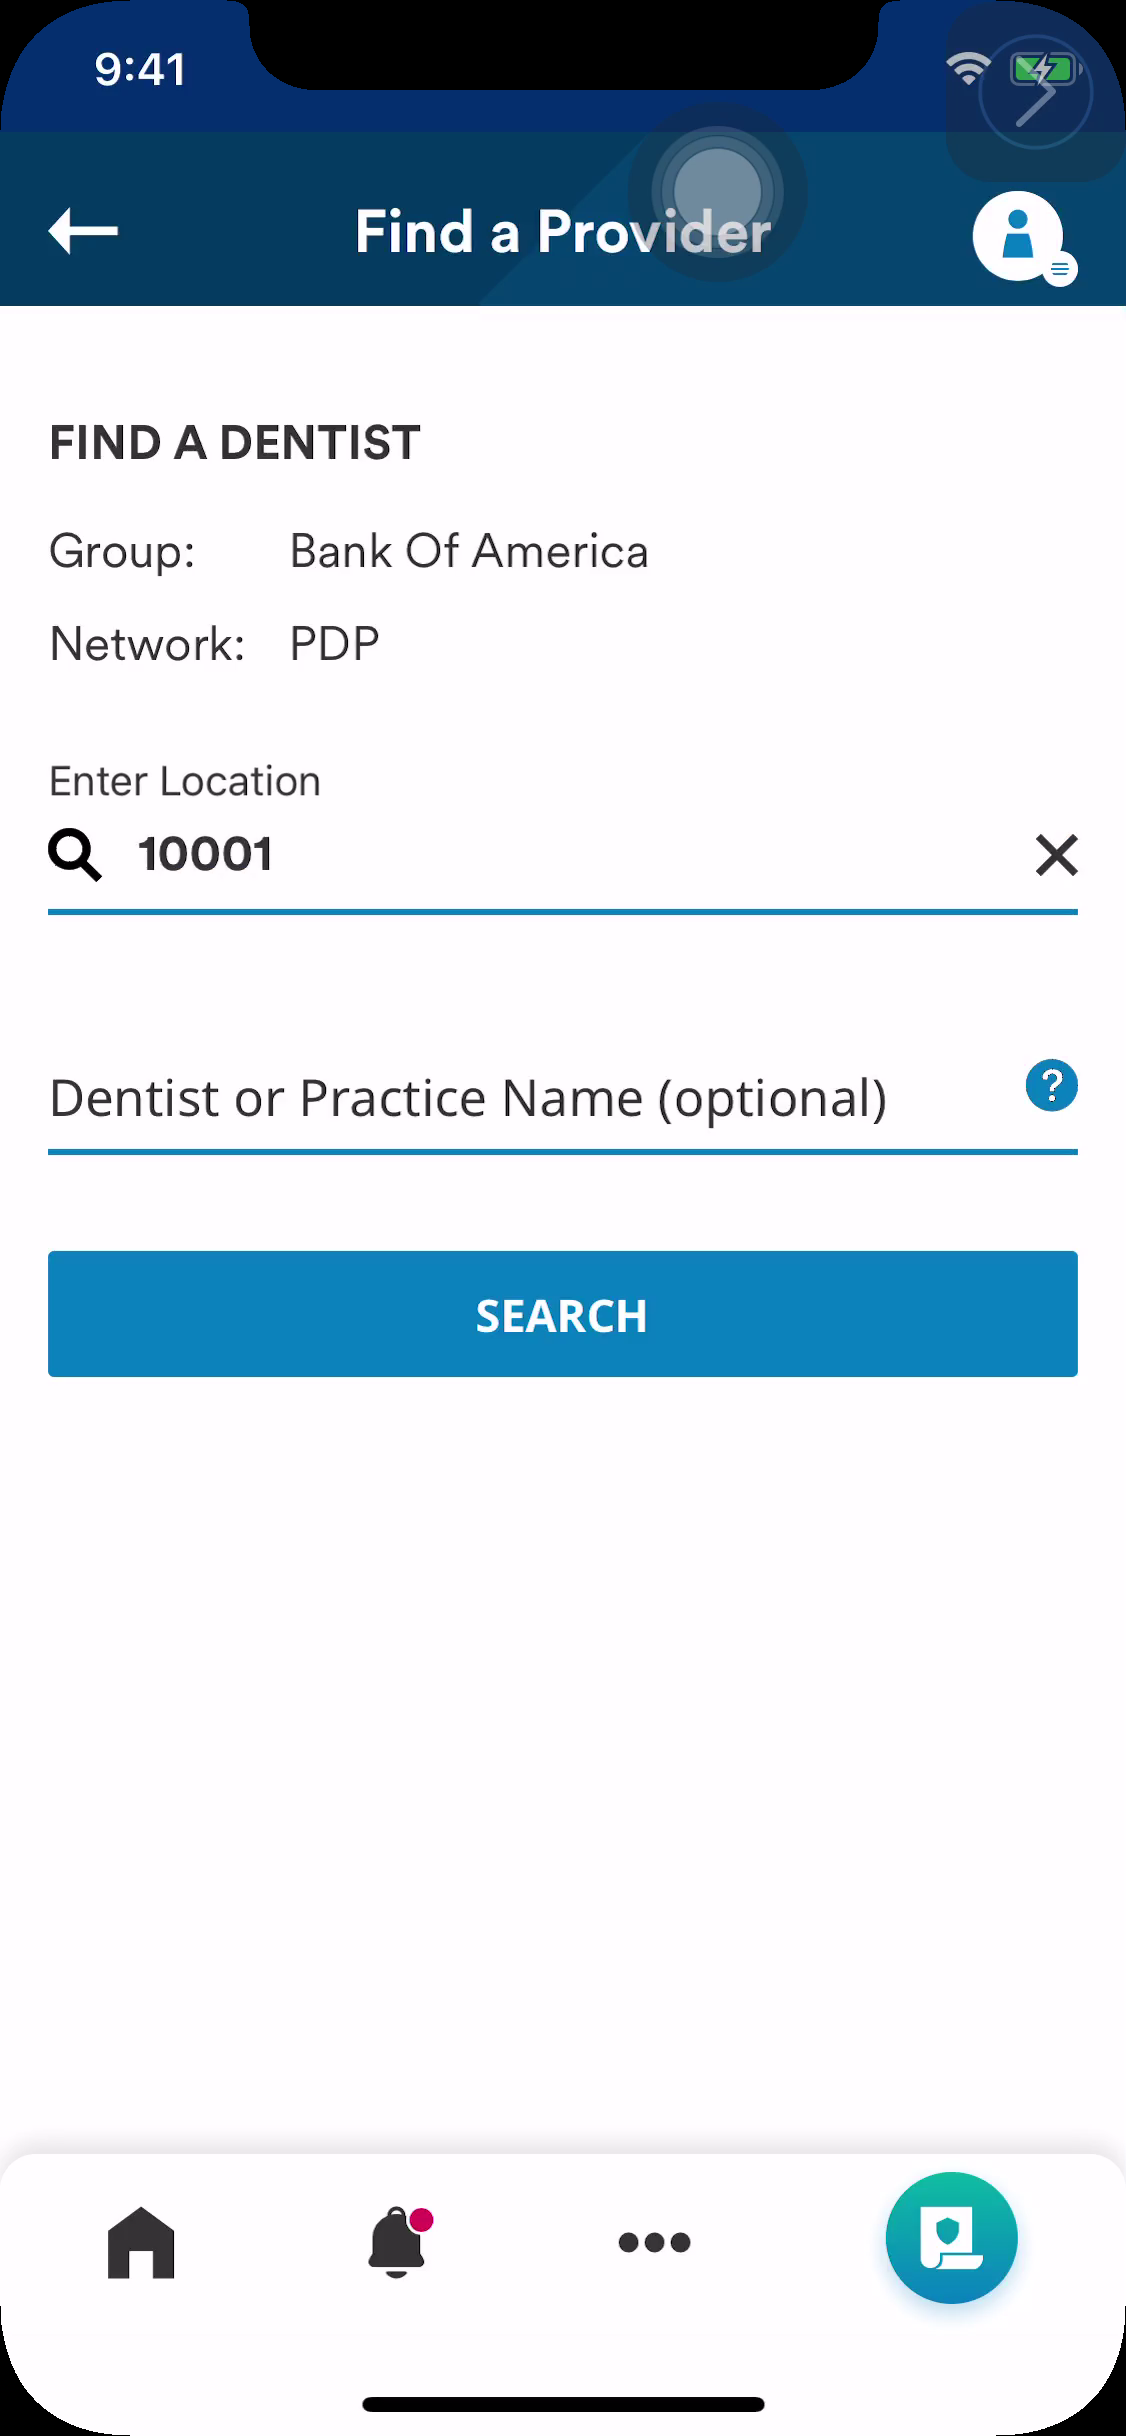 9:41
Find a Provider
FIND A DENTIST
Group: Bank Of America
Network: PDP
Enter Location
10001
Dentist or Practice Name (optional)
?
SEARCH